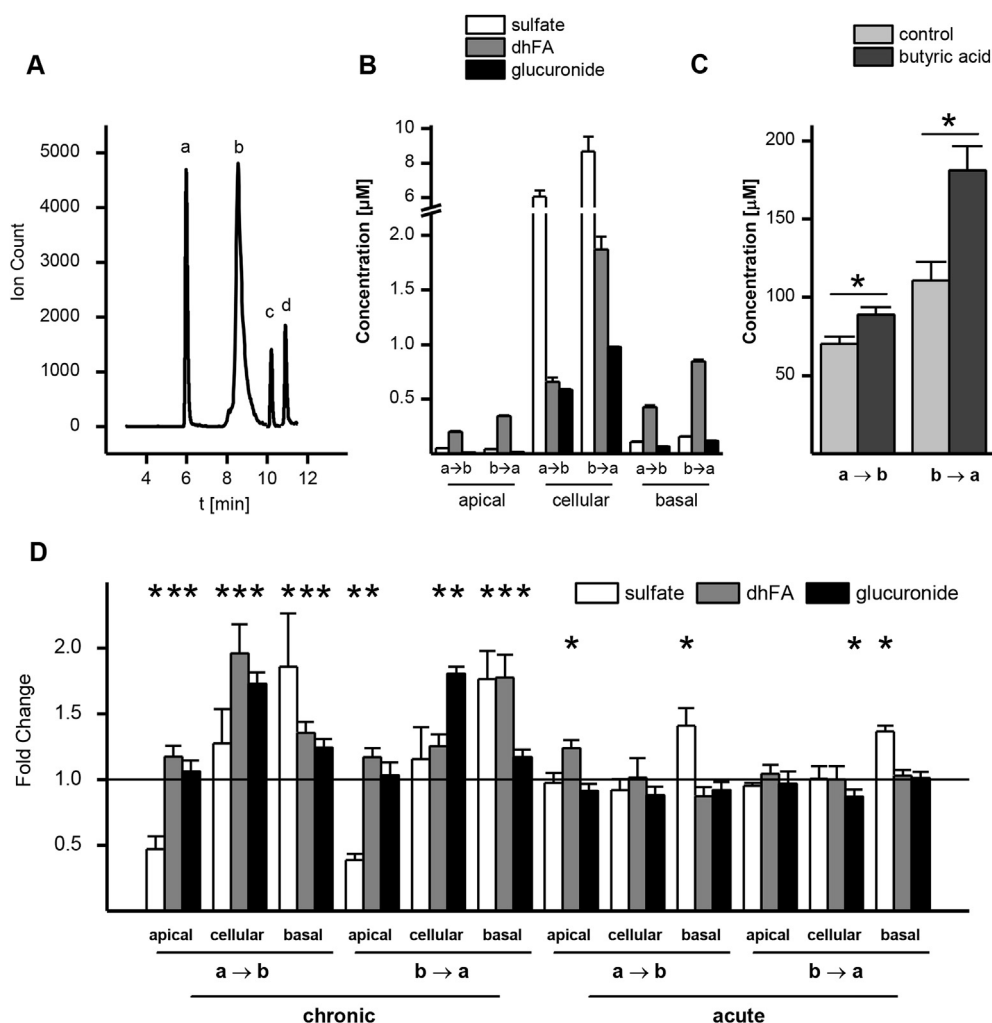 A
Ion Count
5000
4000
3000
2000
1000
0
a
b
c
d
4 6 8 10 12
t [min]
B
sulfate
dhFA
glucuronide
Concentration [µM]
10
8
6
2.0
1.5
1.0
0.5
a→b b→a a→b b→a a→b b→a
apical cellular basal
C
control
butyric acid
Concentration [µM]
200
150
100
50
*
*
a → b b → a
D
*** *** *** ** ** ***
sulfate dhFA glucuronide
* * * *
Fold Change
2.0
1.5
1.0
0.5
apical cellular basal apical cellular basal apical cellular basal apical cellular basal
a → b b → a a → b b → a
chronic acute